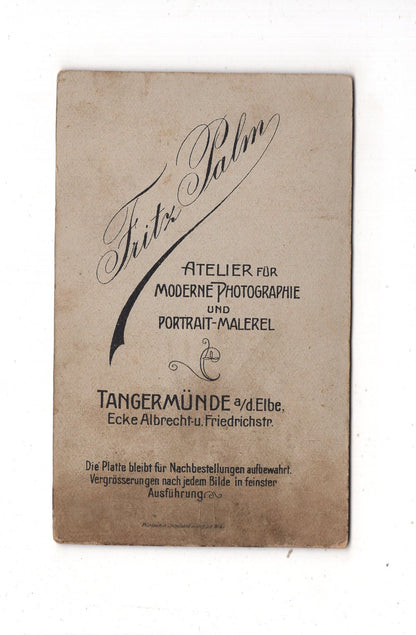 Fritz Palm
ATELIER FÜR
MODERNE PHOTOGRAPHIE
UND
PORTRAIT-MALEREI
TANGERMÜNDE a/d.Elbe,
Ecke Albrecht-u. Friedrichstr.
Die Platte bleibt für Nachbestellungen aufbewahrt.
Vergrösserungen nach jedem Bilde in feinster
Ausführung